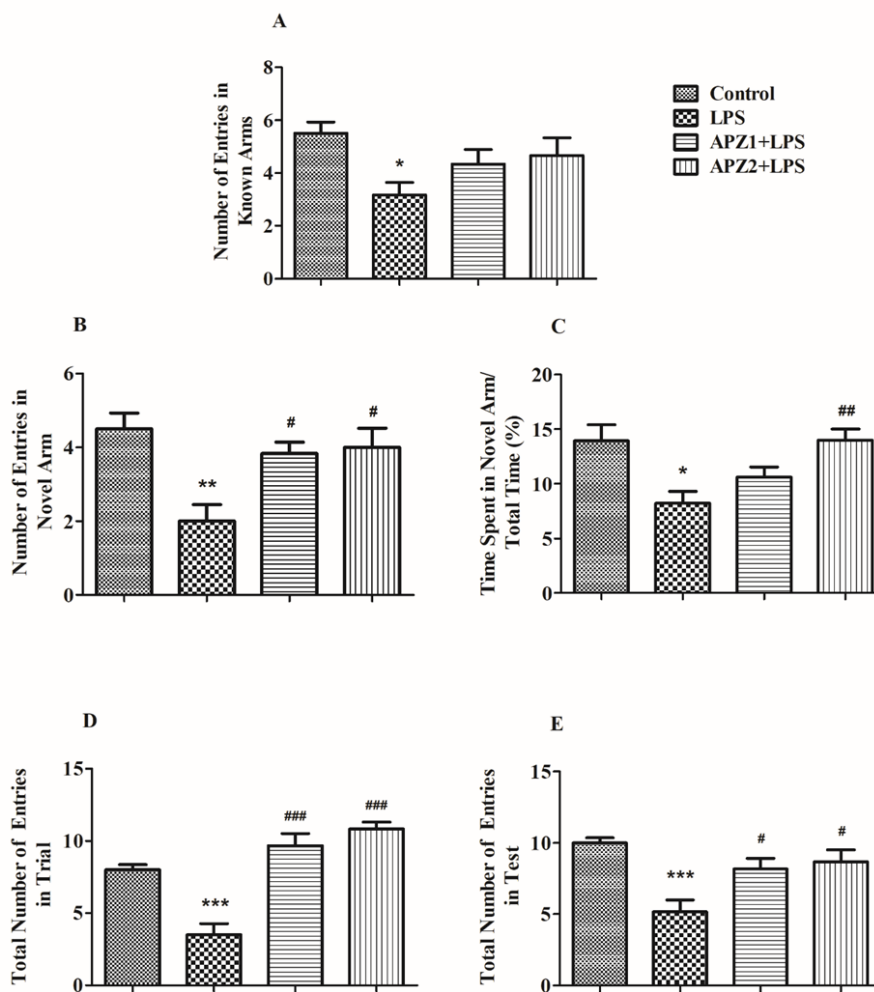 A
Number of Entries in
Known Arms
8
6
4
2
0
*
Control
LPS
APZ1+LPS
APZ2+LPS
B
Number of Entries in
Novel Arm
6
4
2
0
**
#
#
C
Time Spent in Novel Arm/
Total Time (%)
20
15
10
5
0
*
##
D
Total Number of Entries
in Trial
15
10
5
0
***
###
###
E
Total Number of Entries
in Test
15
10
5
0
***
#
#